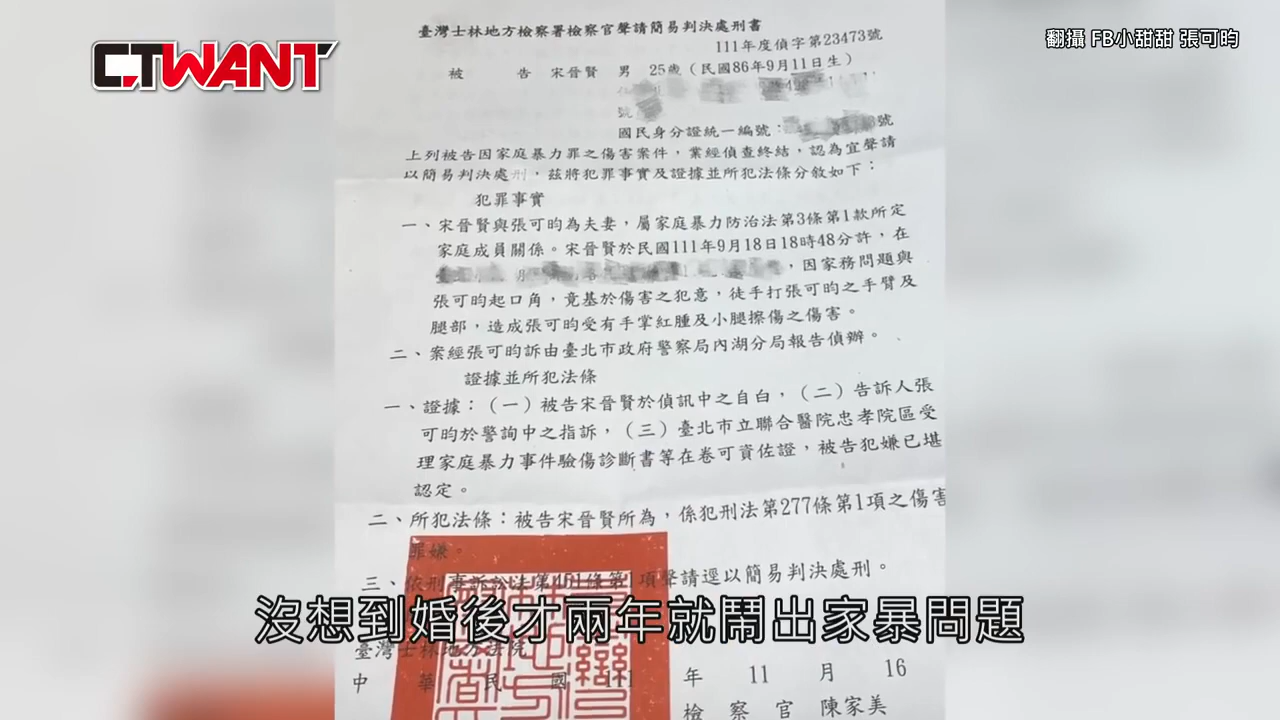 CTWANT
翻攝 FB小甜甜 張可昀
臺灣士林地方檢察署檢察官聲請簡易判決處刑書
111年度偵字第23473號
被 告 宋晉賢 男 25歲（民國86年9月11日生）
號
國民身分證統一編號： 號
上列被告因家庭暴力罪之傷害案件，業經偵查終結，認為宜聲請
以簡易判決處刑，茲將犯罪事實及證據並所犯法條分敘如下：
犯罪事實
一、宋晉賢與張可昀為夫妻，屬家庭暴力防治法第3條第1款所定
家庭成員關係。宋晉賢於民國111年9月18日18時48分許，在
，因家務問題與
張可昀起口角，竟基於傷害之犯意，徒手打張可昀之手臂及
腿部，造成張可昀受有手掌紅腫及小腿擦傷之傷害。
二、案經張可昀訴由臺北市政府警察局內湖分局報告偵辦。
證據並所犯法條
一、證據：（一）被告宋晉賢於偵訊中之自白，（二）告訴人張
可昀於警詢中之指訴，（三）臺北市立聯合醫院忠孝院區受
理家庭暴力事件驗傷診斷書等在卷可資佐證，被告犯嫌已堪
認定。
二、所犯法條：被告宋晉賢所為，係犯刑法第277條第1項之傷害
罪嫌。
三、依刑事訴訟法第451條第1項聲請逕以簡易判決處刑。
沒想到婚後才兩年就鬧出家暴問題
臺灣士林地方法院
中 華 民 國 111 年 11 月 16
檢 察 官 陳家美